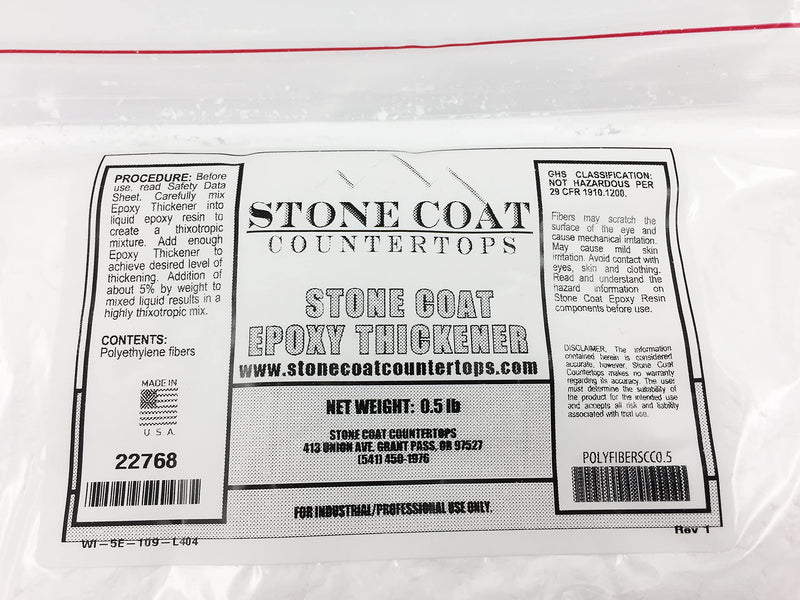 PROCEDURE: Before
use, read Safety Data
Sheet. Carefully mix
Epoxy Thickener into
liquid epoxy resin to
create a thixotropic
mixture. Add enough
Epoxy Thickener to
achieve desired level of
thickening. Addition of
about 5% by weight to
mixed liquid results in a
highly thixotropic mix.
CONTENTS:
Polyethylene fibers
MADE IN
U.S.A.
22768
STONE COAT
COUNTERTOPS
STONE COAT
EPOXY THICKENER
www.stonecoatcountertops.com
NET WEIGHT: 0.5 lb
STONE COAT COUNTERTOPS
413 UNION AVE. GRANT PASS, OR 97527
(541) 450-1976
FOR INDUSTRIAL/PROFESSIONAL USE ONLY.
GHS CLASSIFICATION:
NOT HAZARDOUS PER
29 CFR 1910.1200.
Fibers may scratch the
surface of the eye and
cause mechanical irritation.
May cause mild skin
irritation. Avoid contact with
eyes, skin and clothing.
Read and understand the
hazard information on
Stone Coat Epoxy Resin
components before use.
DISCLAIMER: The information
contained herein is considered
accurate, however, Stone Coat
Countertops makes no warranty
regarding its accuracy. The user
must determine the suitability of
the product for the intended use
and accepts all risk and liability
associated with that use.
POLYFIBERSCC0.5
WI-SE-109-L404
Rev 1